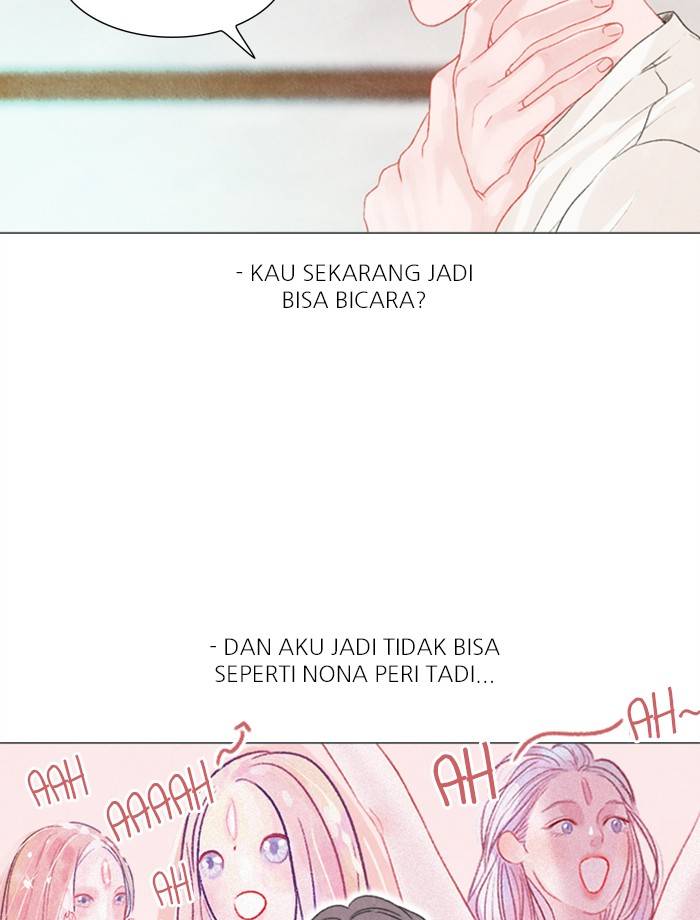 - KAU SEKARANG JADI
BISA BICARA?
- DAN AKU JADI TIDAK BISA
SEPERTI NONA PERI TADI...
AH~
AH
AAH
AAAAH
AH